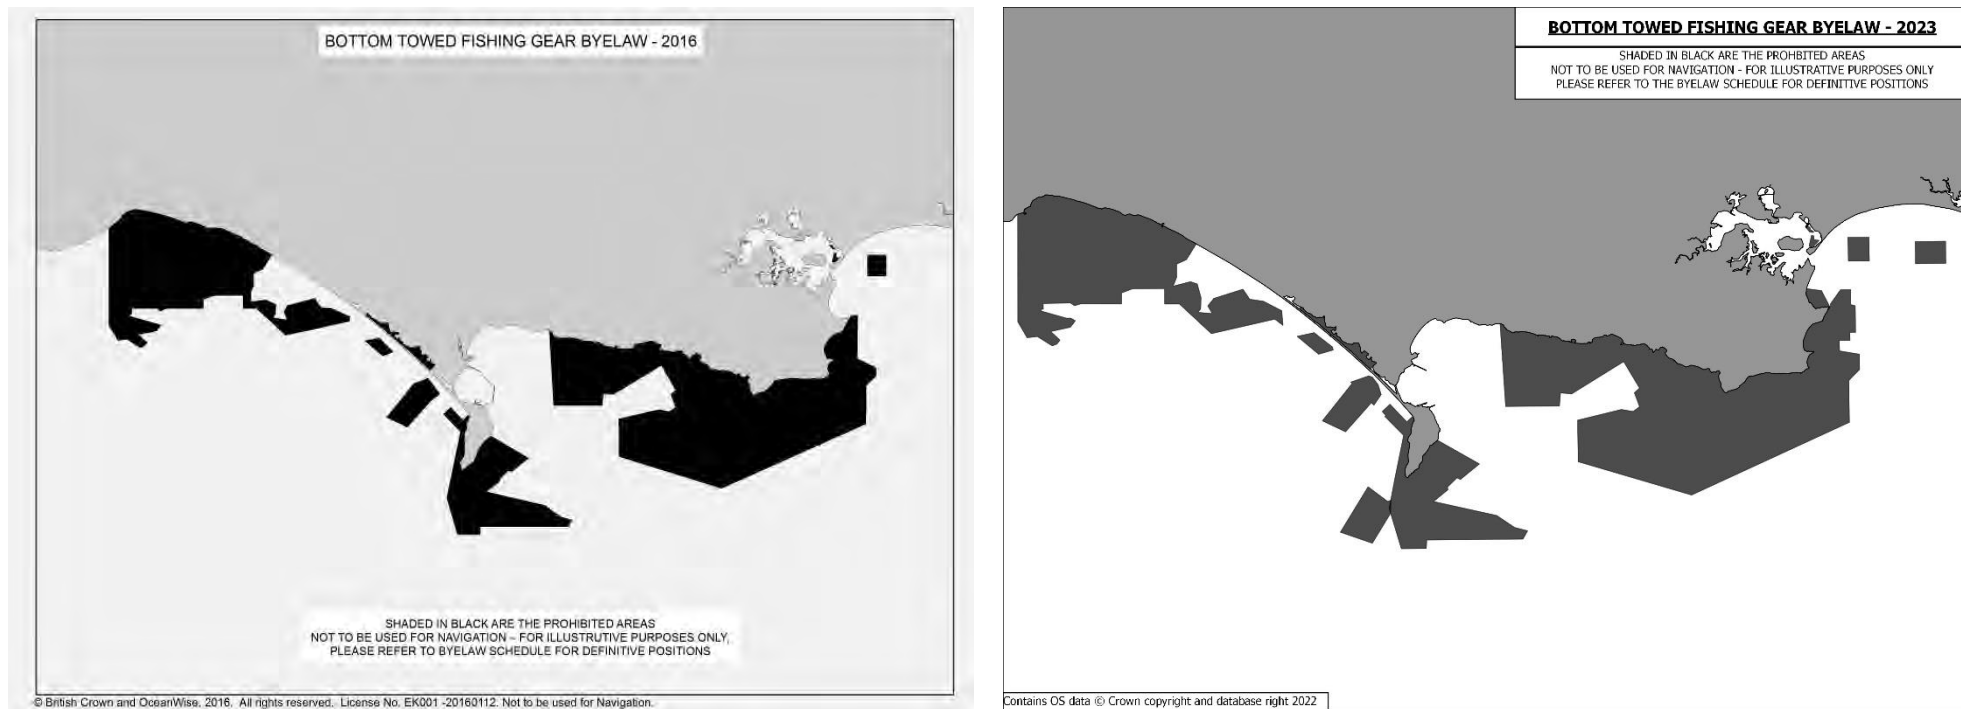 BOTTOM TOWED FISHING GEAR BYELAW - 2016
SHADED IN BLACK ARE THE PROHIBITED AREAS
NOT TO BE USED FOR NAVIGATION – FOR ILLUSTRUTIVE PURPOSES ONLY,
PLEASE REFER TO BYELAW SCHEDULE FOR DEFINITIVE POSITIONS
© British Crown and OceanWise, 2016. All rights reserved. License No. EK001 -20160112. Not to be used for Navigation.
BOTTOM TOWED FISHING GEAR BYELAW - 2023
SHADED IN BLACK ARE THE PROHIBITED AREAS
NOT TO BE USED FOR NAVIGATION - FOR ILLUSTRATIVE PURPOSES ONLY
PLEASE REFER TO THE BYELAW SCHEDULE FOR DEFINITIVE POSITIONS
Contains OS data © Crown copyright and database right 2022